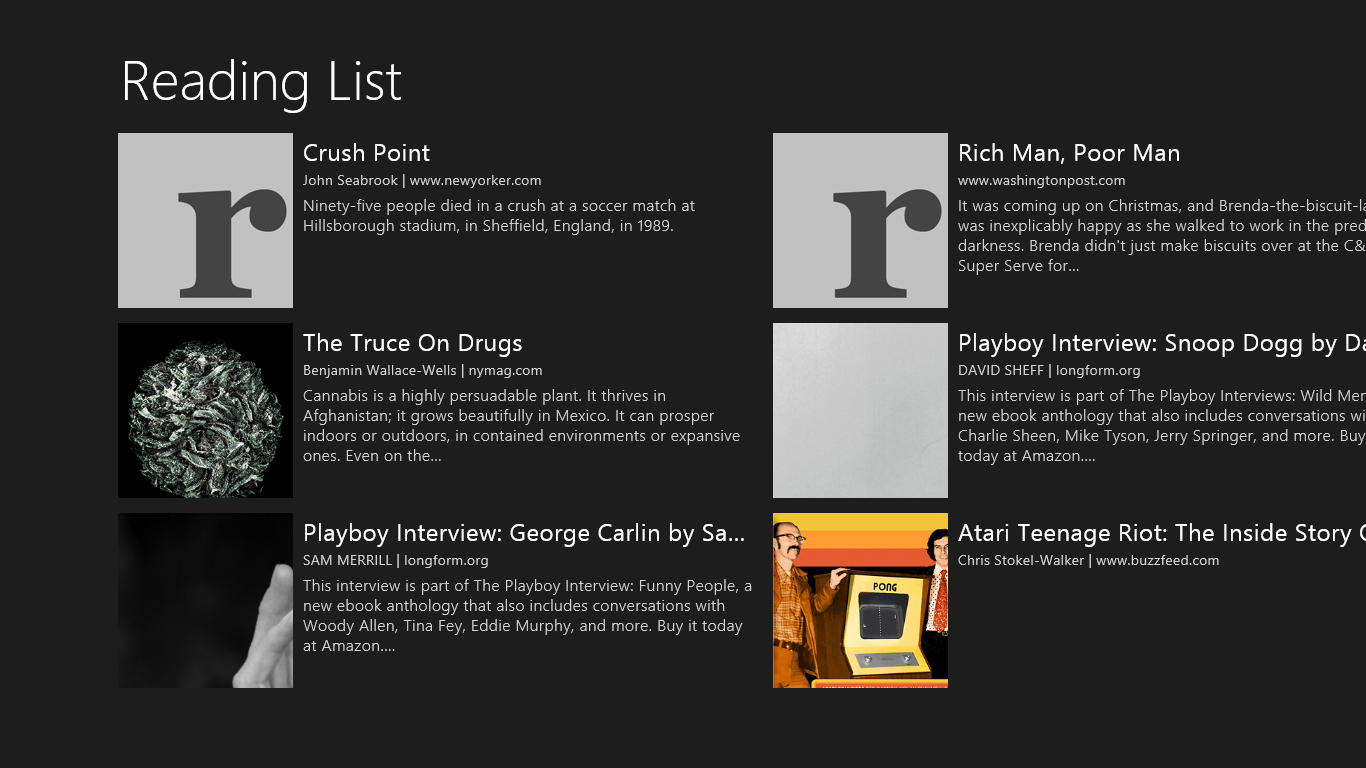 Reading List
r
Crush Point
John Seabrook | www.newyorker.com
Ninety-five people died in a crush at a soccer match at
Hillsborough stadium, in Sheffield, England, in 1989.
r
Rich Man, Poor Man
www.washingtonpost.com
It was coming up on Christmas, and Brenda-the-biscuit-la
was inexplicably happy as she walked to work in the pred
darkness. Brenda didn't just make biscuits over at the C&
Super Serve for...
The Truce On Drugs
Benjamin Wallace-Wells | nymag.com
Cannabis is a highly persuadable plant. It thrives in
Afghanistan; it grows beautifully in Mexico. It can prosper
indoors or outdoors, in contained environments or expansive
ones. Even on the...
Playboy Interview: Snoop Dogg by Da
DAVID SHEFF | longform.org
This interview is part of The Playboy Interviews: Wild Mer
new ebook anthology that also includes conversations wi
Charlie Sheen, Mike Tyson, Jerry Springer, and more. Buy
today at Amazon....
Playboy Interview: George Carlin by Sa...
SAM MERRILL | longform.org
This interview is part of The Playboy Interview: Funny People, a
new ebook anthology that also includes conversations with
Woody Allen, Tina Fey, Eddie Murphy, and more. Buy it today
at Amazon....
PONG
Atari Teenage Riot: The Inside Story
Chris Stokel-Walker | www.buzzfeed.com